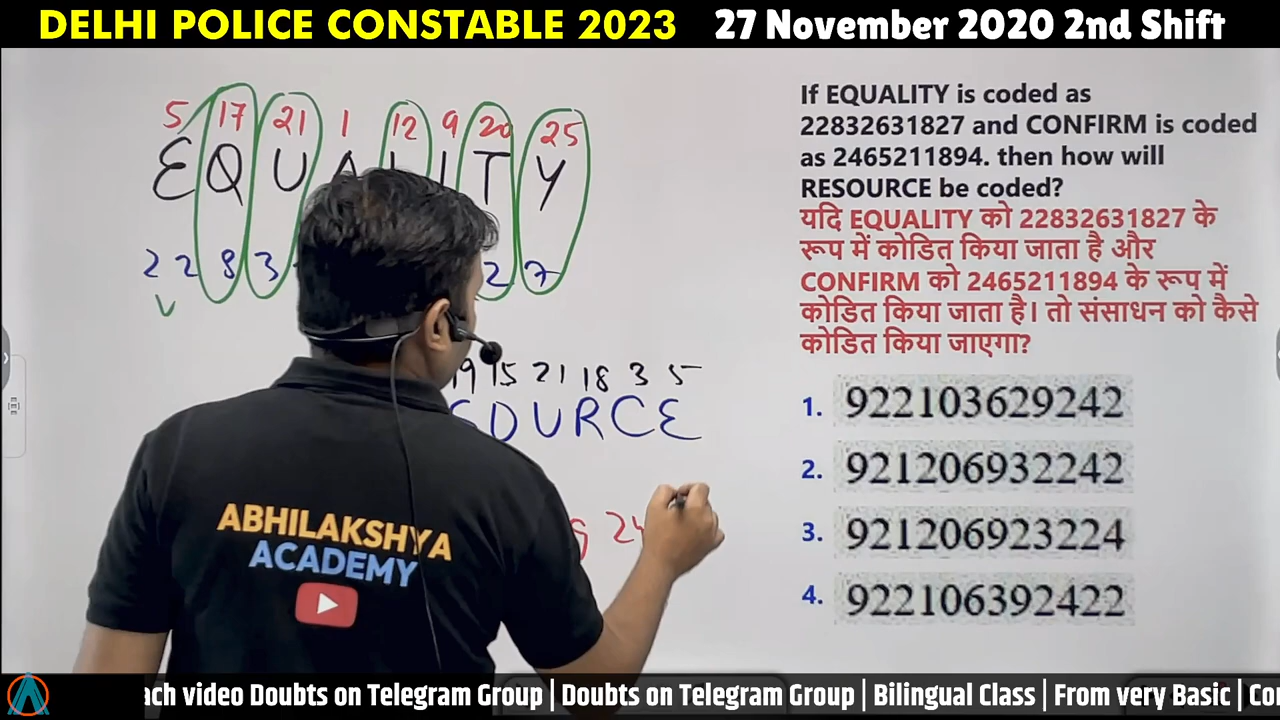 DELHI POLICE CONSTABLE 2023 27 November 2020 2nd Shift
5 17 21 1 12 9 20 25
E Q U A L I T Y
2 2 8 3 2 7
If EQUALITY is coded as
22832631827 and CONFIRM is coded
as 2465211894. then how will
RESOURCE be coded?
यदि EQUALITY को 22832631827 के
रूप में कोडित किया जाता है और
CONFIRM को 2465211894 के रूप में
कोडित किया जाता है। तो संसाधन को कैसे
कोडित किया जाएगा?
1. 922103629242
2. 921206932242
3. 921206923224
4. 922106392422
19 15 21 18 3 5
S O U R C E
9 24
ABHILAKSHYA
ACADEMY
ach video Doubts on Telegram Group | Doubts on Telegram Group | Bilingual Class | From very Basic | Co